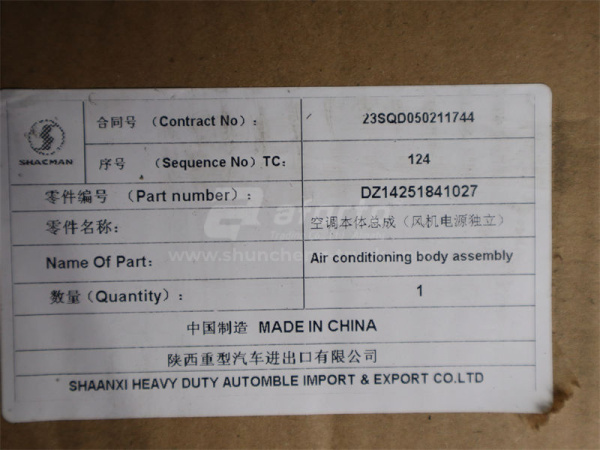 SHACMAN
合同号 (Contract No):
23SQD050211744
序号 (Sequence No) TC:
124
零件编号 (Part number):
DZ14251841027
零件名称:
空调本体总成（风机电源独立）
Name Of Part:
Air conditioning body assembly
数量(Quantity):
1
中国制造 MADE IN CHINA
陕西重型汽车进出口有限公司
SHAANXI HEAVY DUTY AUTOMBLE IMPORT & EXPORT CO.LTD